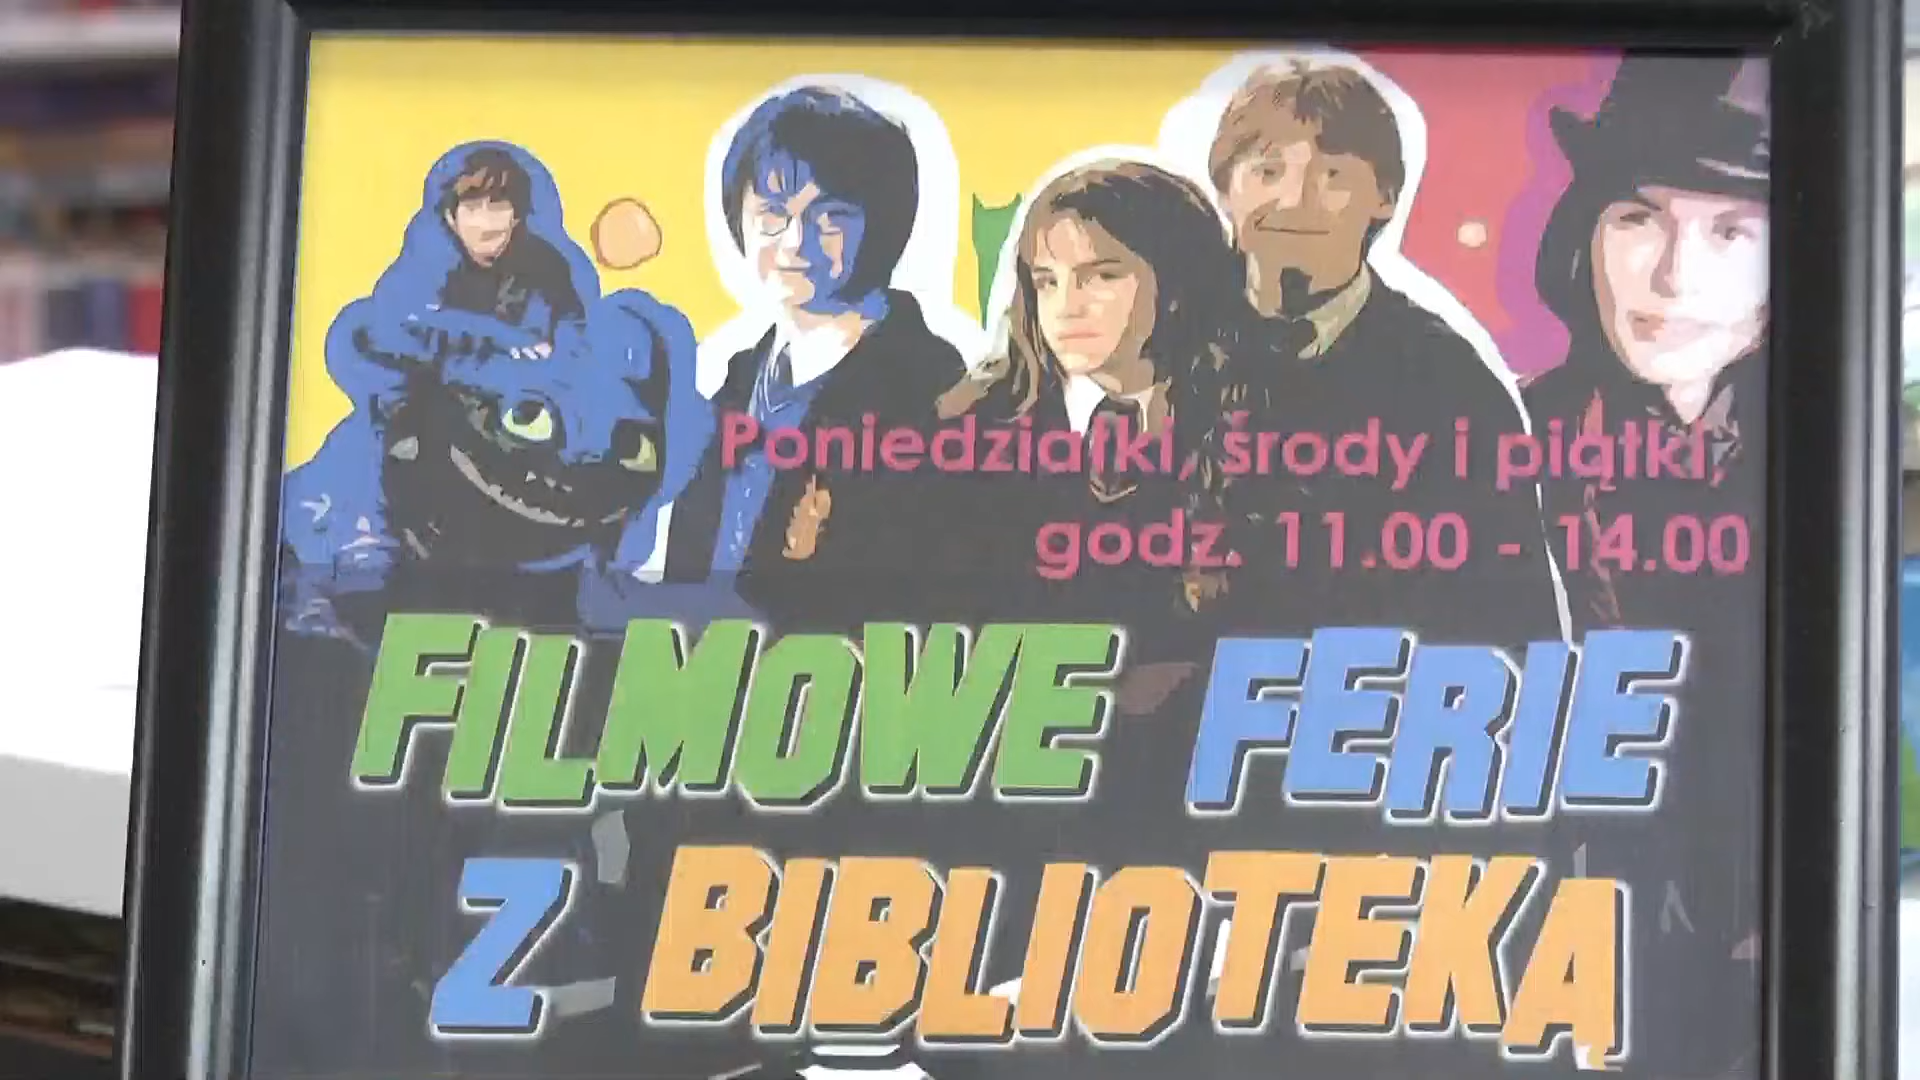 Poniedziałki, środy i piątki,
godz. 11.00 - 14.00
FILMOWE FERIE
Z BIBLIOTEKĄ